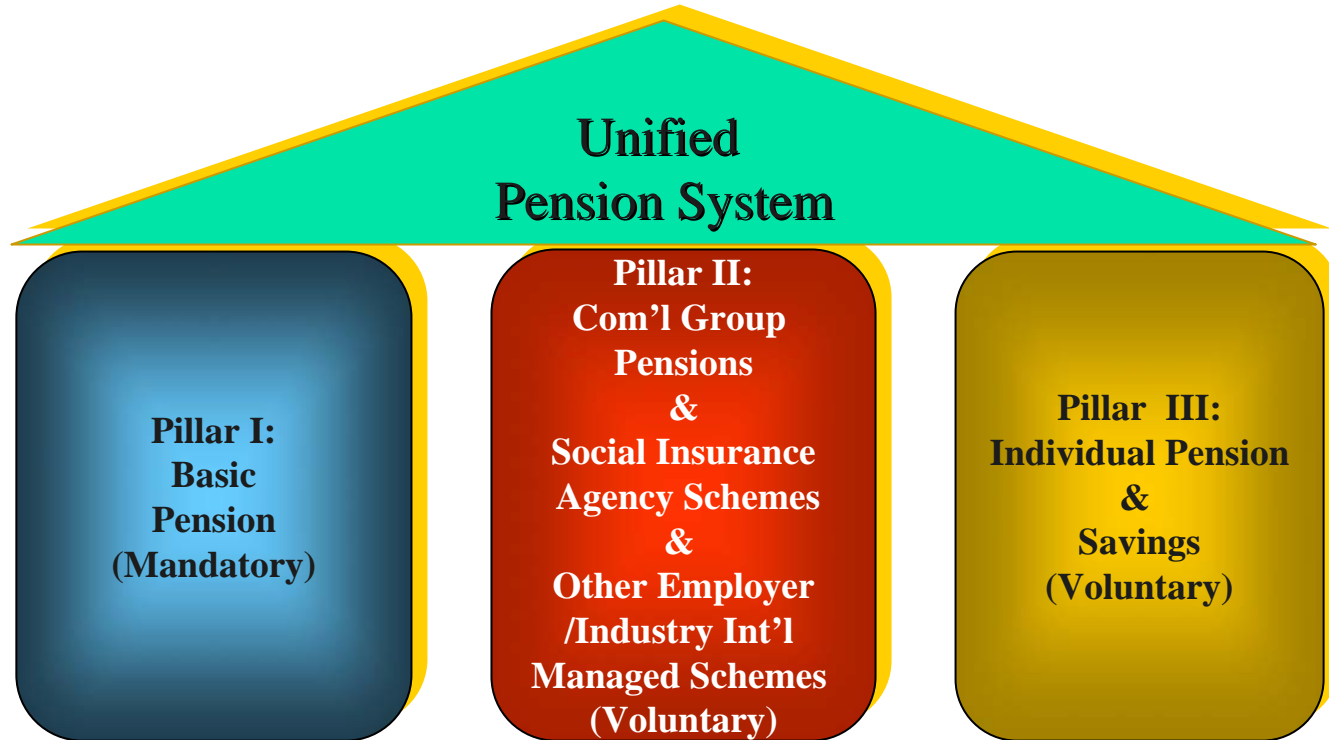 Unified
Pension System
Pillar I:
Basic
Pension
(Mandatory)
Pillar II:
Com’l Group
Pensions
&
Social Insurance
Agency Schemes
&
Other Employer
/Industry Int’l
Managed Schemes
(Voluntary)
Pillar III:
Individual Pension
&
Savings
(Voluntary)